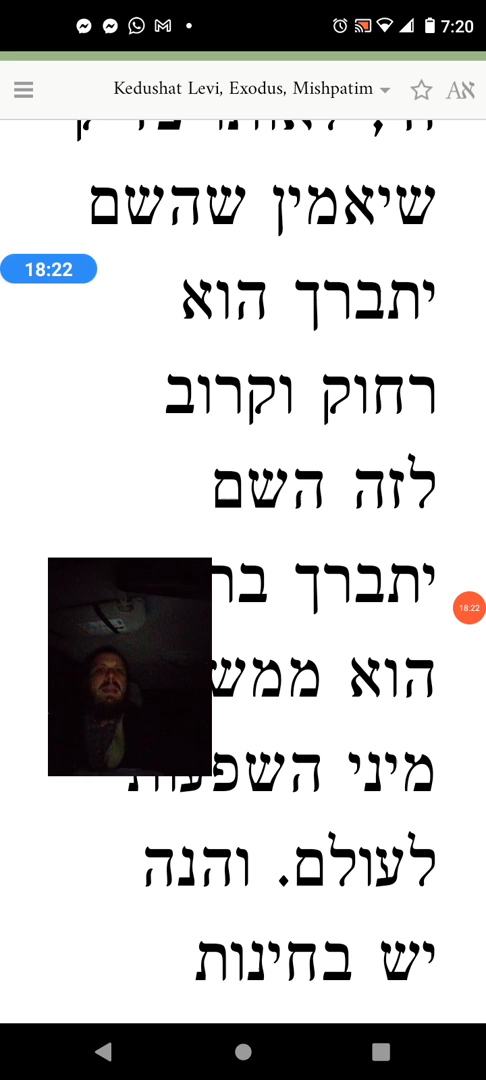 7:20
Kedushat Levi, Exodus, Mishpatim
Aא
שיאמין שהשם
18:22
יתברך הוא
רחוק וקרוב
לזה השם
יתברך
18:22
הוא
מיני
לעולם. והנה
יש בחינות